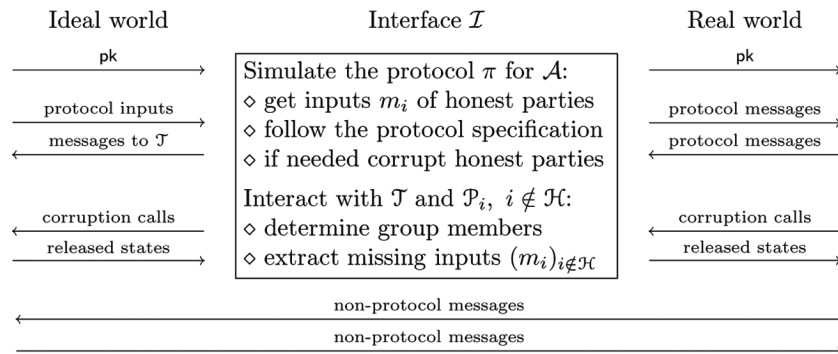 Ideal world Interface ℐ Real world
pk pk
Simulate the protocol π for 𝒜:
⋄ get inputs mᵢ of honest parties
protocol inputs protocol messages
⋄ follow the protocol specification
messages to 𝒯 protocol messages
⋄ if needed corrupt honest parties
Interact with 𝒯 and 𝒫ᵢ, i ∉ ℋ:
corruption calls corruption calls
⋄ determine group members
released states released states
⋄ extract missing inputs (mᵢ)ᵢ∉ℋ
non-protocol messages
non-protocol messages